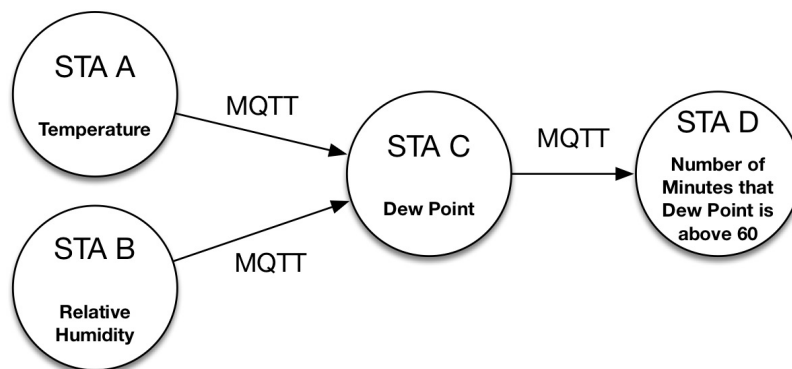 STA A
Temperature
MQTT
STA B
Relative
Humidity
MQTT
STA C
Dew Point
MQTT
STA D
Number of
Minutes that
Dew Point is
above 60